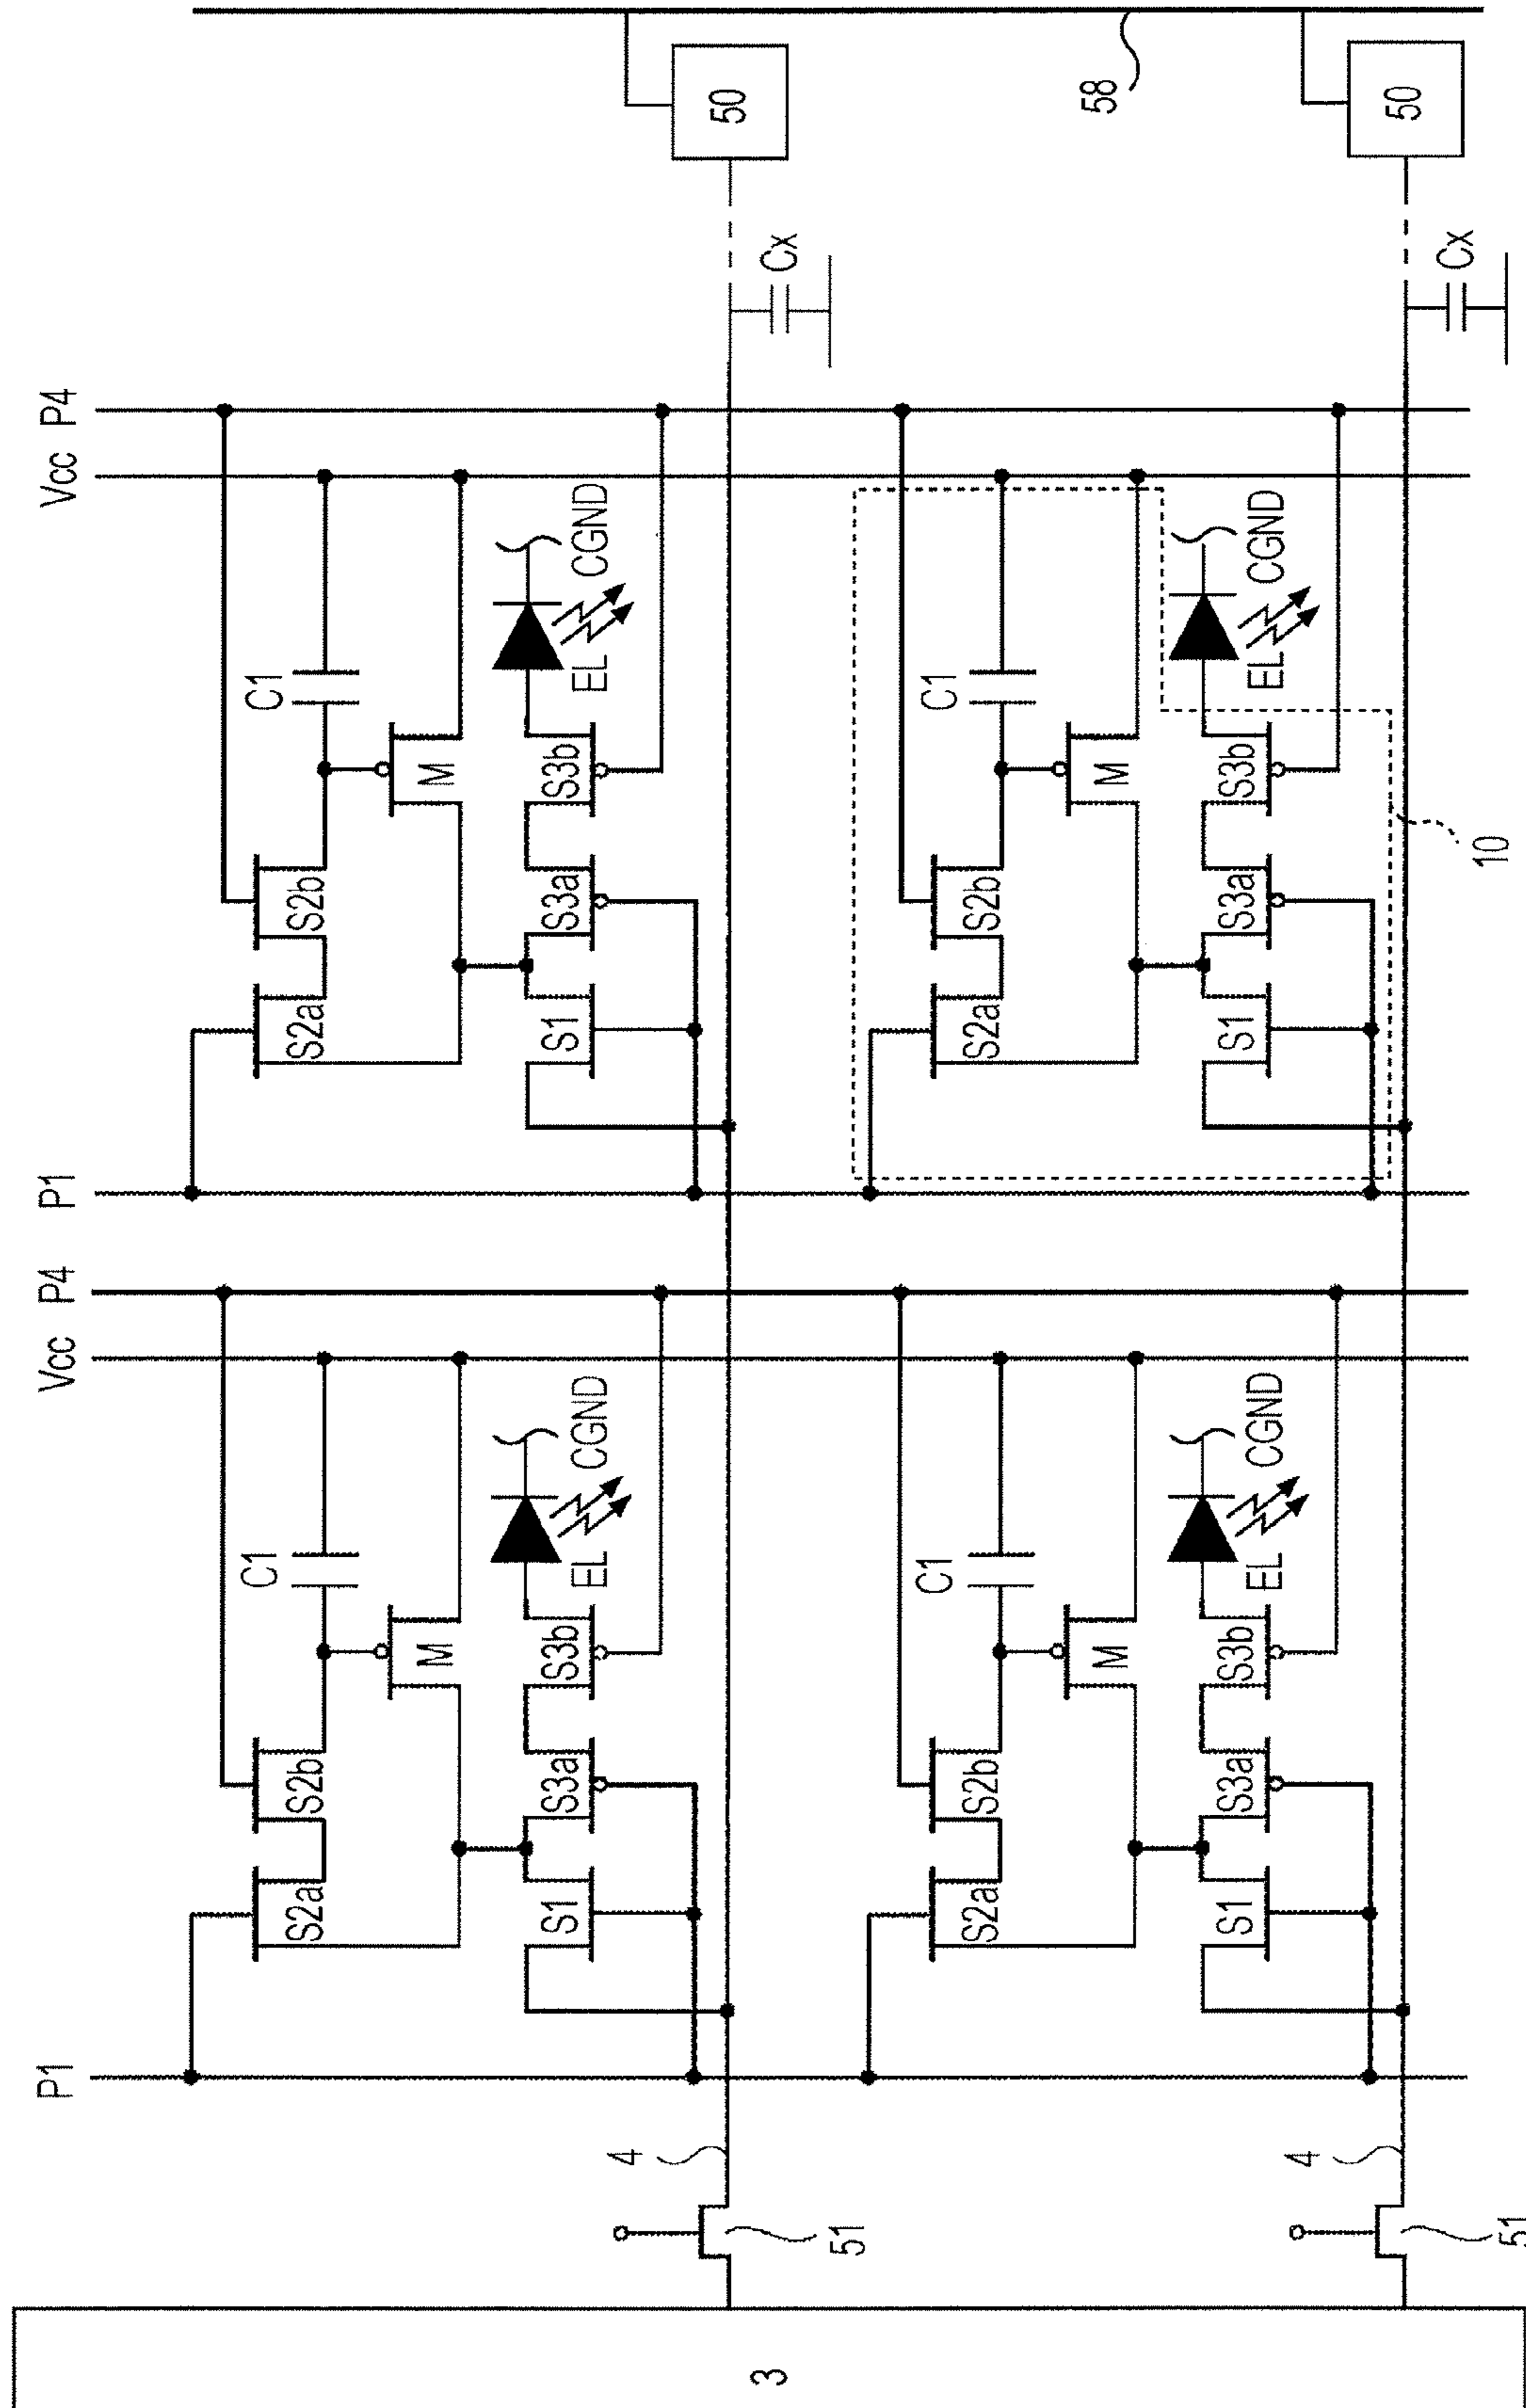 58
50
50
Cx
Cx
P4
Vcc
C1
M
S2b
S2a
S3b
S3a
S1
EL
CGND
C1
M
S2b
S2a
S3b
S3a
S1
EL
CGND
10
P1
P4
Vcc
C1
M
S2b
S2a
S3b
S3a
S1
EL
CGND
C1
M
S2b
S2a
S3b
S3a
S1
EL
CGND
P1
4
4
51
51
3